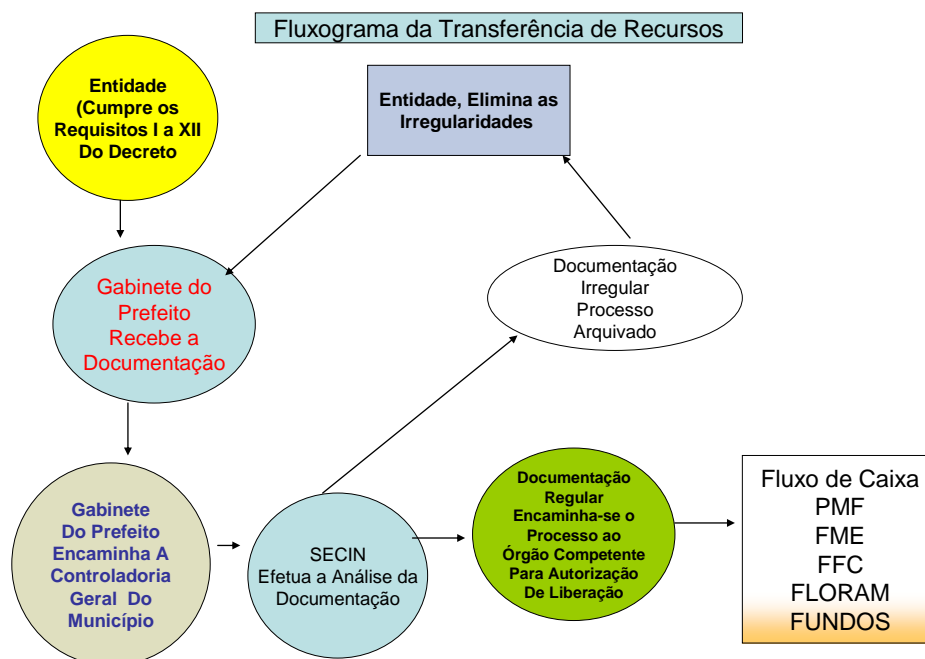 Fluxograma da Transferência de Recursos
Entidade
(Cumpre os
Requisitos I a XII
Do Decreto
Entidade, Elimina as
Irregularidades
Gabinete do
Prefeito
Recebe a
Documentação
Documentação
Irregular
Processo
Arquivado
Gabinete
Do Prefeito
Encaminha A
Controladoria
Geral Do
Município
SECIN
Efetua a Análise da
Documentação
Documentação
Regular
Encaminha-se o
Processo ao
Órgão Competente
Para Autorização
De Liberação
Fluxo de Caixa
PMF
FME
FFC
FLORAM
FUNDOS